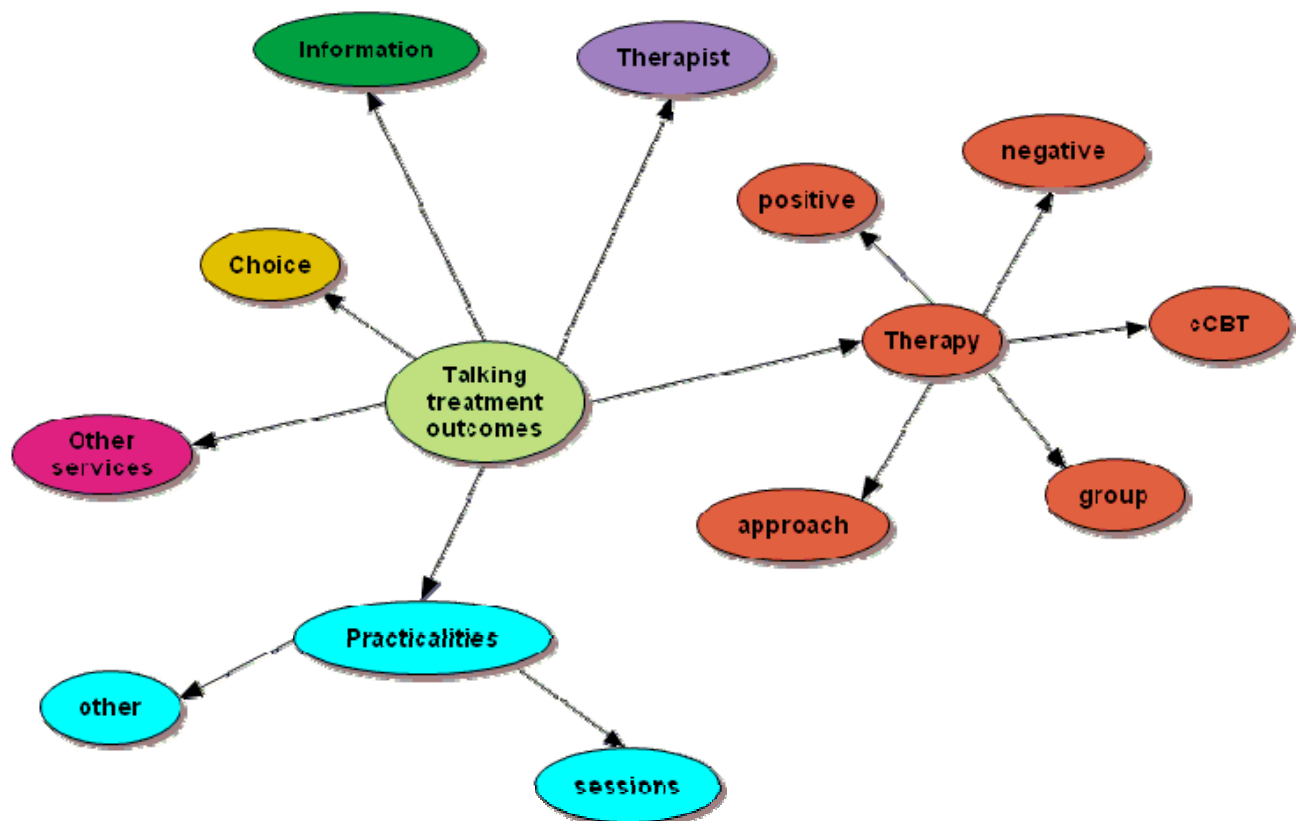 Information
Therapist
negative
positive
Choice
cCBT
Therapy
Talking
treatment
outcomes
Other
services
group
approach
Practicalities
other
sessions